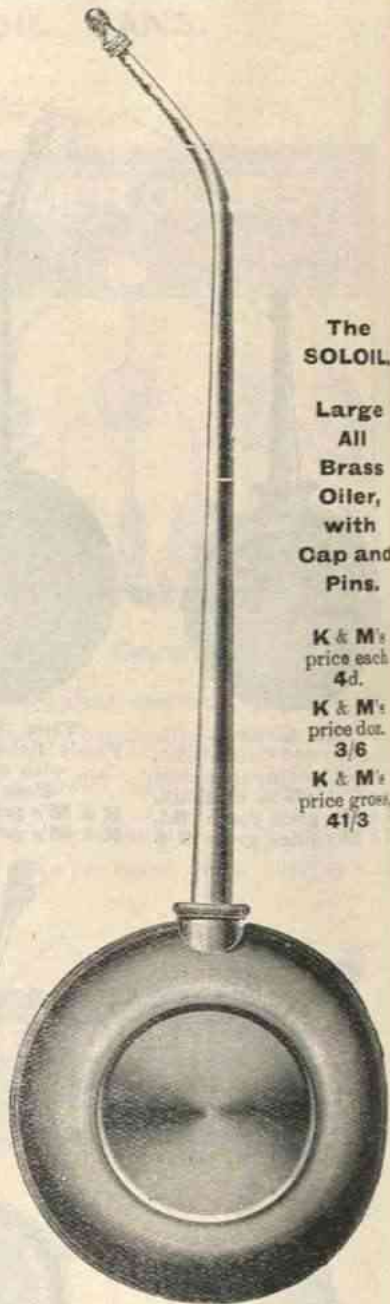 The
SOLOIL.
Large
All
Brass
Oiler,
with
Cap and
Pins.
K & M's
price each
4d.
K & M's
price doz.
3/6
K & M's
price gross,
41/3